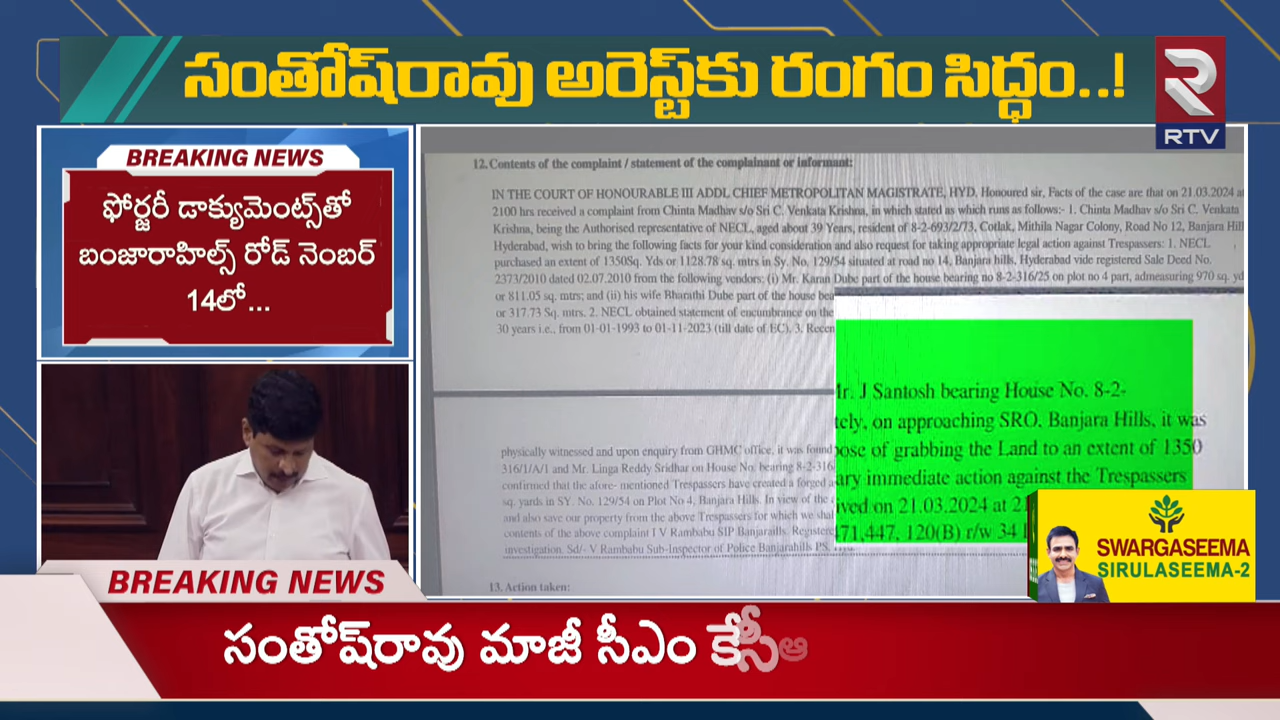 సంతోష్‌రావు అరెస్ట్‌కు రంగం సిద్ధం..!
RTV
BREAKING NEWS
ఫోర్జరీ డాక్యుమెంట్స్‌తో
బంజారాహిల్స్ రోడ్ నెంబర్
14లో...
12. Contents of the complaint / statement of the complainant or informant:
IN THE COURT OF HONOURABLE III ADDL CHIEF METROPOLITAN MAGISTRATE, HYD, Honoured sir, Facts of the case are that on 21.03.2024 at
2100 hrs received a complaint from Chinta Madhav s/o Sri C. Venkata Krishna, in which stated as which runs as follows:- 1. Chinta Madhav s/o Sri C. Venkata
Krishna, being the Authorised representative of NECL, aged about 39 Years, resident of 8-2-693/2/73, Cotlak, Mithila Nagar Colony, Road No 12, Banjara Hill
Hyderabad, wish to bring the following facts for your kind consideration and also request for taking appropriate legal action against Trespassers: 1. NECL
purchased an extent of 1350Sq. Yds or 1128.78 sq. mtrs in Sy. No. 129/54 situated at road no 14, Banjara hills, Hyderabad vide registered Sale Deed No.
2373/2010 dated 02.07.2010 from the following vendors: (i) Mr. Karan Dube part of the house bearing no 8-2-316/25 on plot no 4 part, admeasuring 970 sq. yd
or 811.05 sq. mtrs; and (ii) his wife Bharathi Dube part of the house bea
or 317.73 Sq. mtrs. 2. NECL obtained statement of encumbrance on the
30 years i.e., from 01-01-1993 to 01-11-2023 (till date of EC), 3. Recen
Mr. J Santosh bearing House No. 8-2-
tely, on approaching SRO, Banjara Hills, it was
pose of grabbing the Land to an extent of 1350
ary immediate action against the Trespassers
ived on 21.03.2024 at 21
471,447, 120(B) r/w 34 I
physically witnessed and upon enquiry from GHMC office, it was found
316/1/A/1 and Mr. Linga Reddy Sridhar on House No. bearing 8-2-316
confirmed that the afore- mentioned Trespassers have created a forged a
sq. yards in SY. No. 129/54 on Plot No 4, Banjara Hills. In view of the
and also save our property from the above Trespassers for which we shal
contents of the above complaint I V Rambabu SIP Banjaraills. Registere
investigation. Sd/- V Rambabu Sub-Inspector of Police Banjarahills PS,
13. Action taken:
SWARGASEEMA
SIRULASEEMA-2
BREAKING NEWS
సంతోష్‌రావు మాజీ సీఎం కేసీఆ